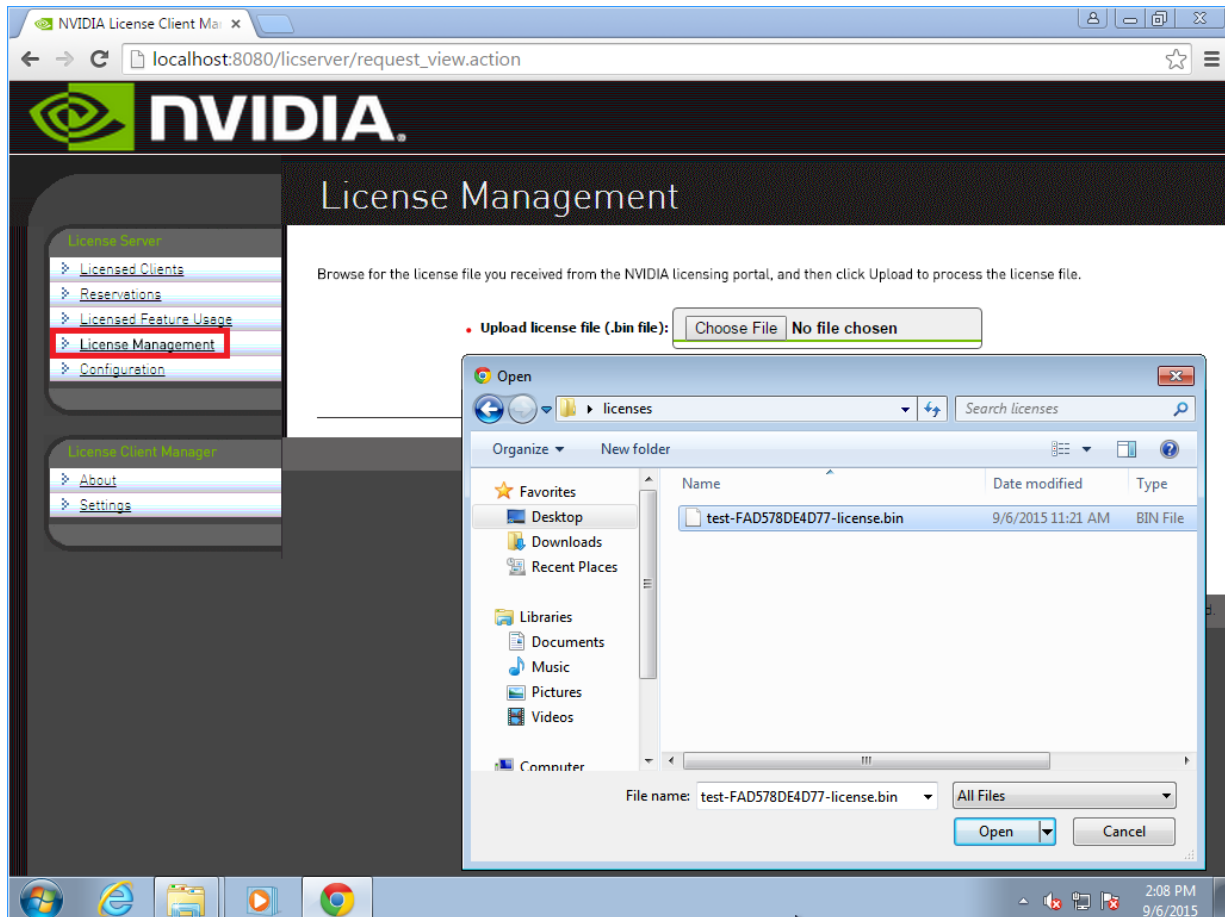 NVIDIA License Client Mar
localhost:8080/licserver/request_view.action
NVIDIA.
License Management
License Server
Licensed Clients
Reservations
Licensed Feature Usage
License Management
Configuration
License Client Manager
About
Settings
Browse for the license file you received from the NVIDIA licensing portal, and then click Upload to process the license file.
Upload license file (.bin file): Choose File No file chosen
Open
licenses Search licenses
Organize New folder
Name Date modified Type
test-FAD578DE4D77-license.bin 9/6/2015 11:21 AM BIN File
Favorites
Desktop
Downloads
Recent Places
Libraries
Documents
Music
Pictures
Videos
Computer
File name: test-FAD578DE4D77-license.bin All Files
Open Cancel
d.
2:08 PM
9/6/2015